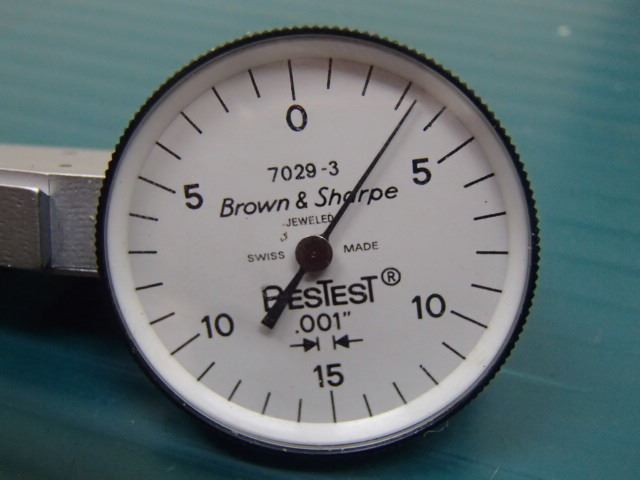 0
5 5
7029-3
Brown & Sharpe
JEWELED
SWISS MADE
BESTEST®
10 10
.001"
15